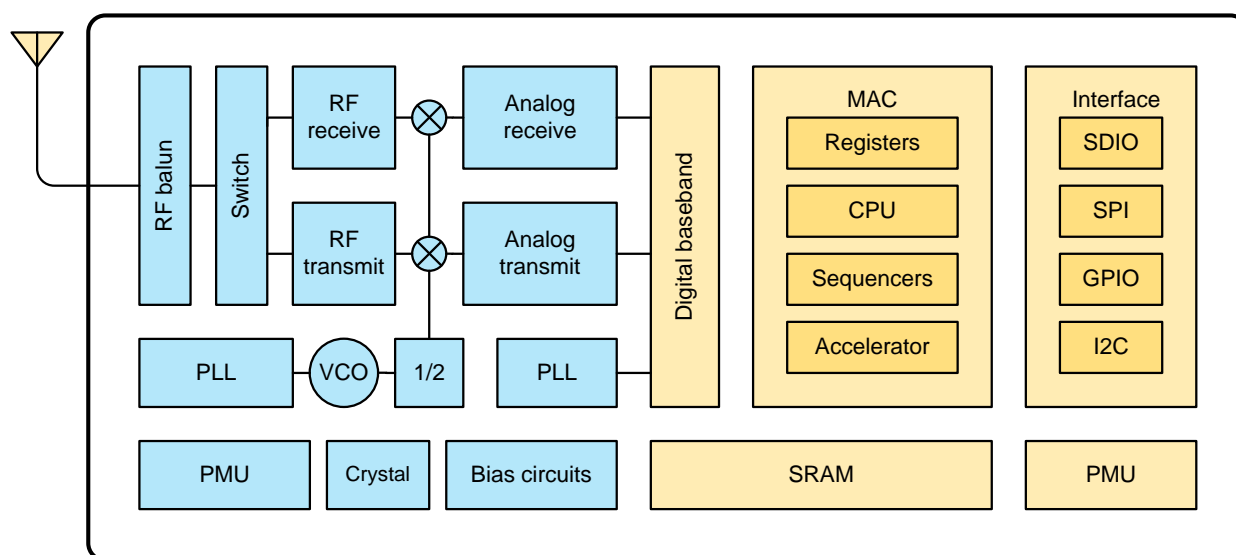 RF balun
Switch
RF
receive
Analog
receive
RF
transmit
Analog
transmit
PLL
VCO
1/2
PLL
Digital baseband
MAC
Registers
CPU
Sequencers
Accelerator
Interface
SDIO
SPI
GPIO
I2C
PMU
Crystal
Bias circuits
SRAM
PMU